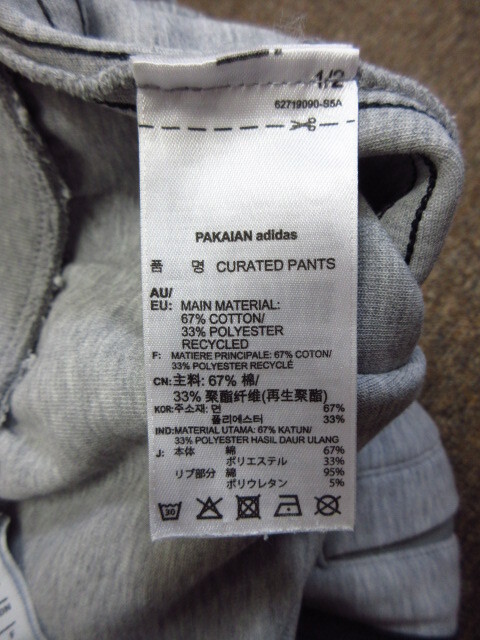 1/2
62719090-S5A
PAKAIAN adidas
품 명 CURATED PANTS
AU/
EU: MAIN MATERIAL:
67% COTTON/
33% POLYESTER
RECYCLED
F: MATIERE PRINCIPALE: 67% COTON/
33% POLYESTER RECYCLÉ
CN: 主料: 67% 棉/
33% 聚酯纤维(再生聚酯)
KOR: 주소재: 면 67%
폴리에스터 33%
IND: MATERIAL UTAMA: 67% KATUN/
33% POLYESTER HASIL DAUR ULANG
J: 本体 綿 67%
ポリエステル 33%
リブ部分 綿 95%
ポリウレタン 5%
30